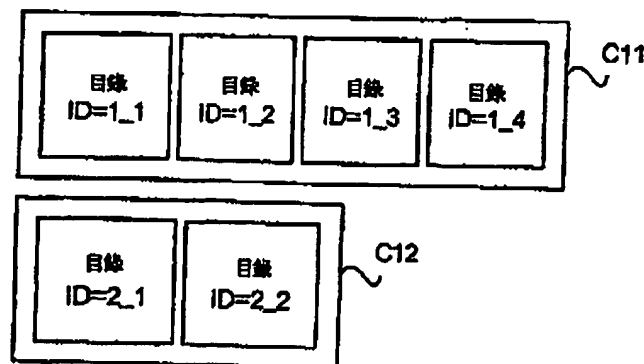 目錄
ID=1_1
目錄
ID=1_2
目錄
ID=1_3
目錄
ID=1_4
C11
目錄
ID=2_1
目錄
ID=2_2
C12